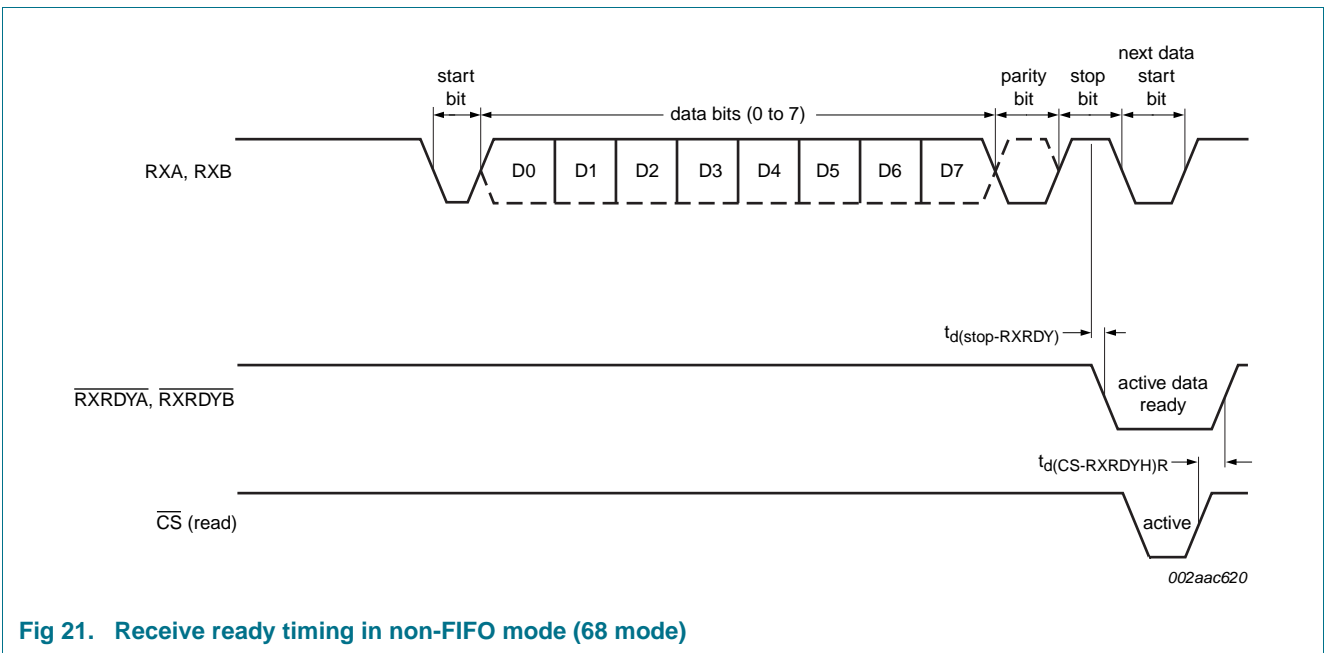 start
bit
data bits (0 to 7)
parity
bit
stop
bit
next data
start
bit
RXA, RXB
D0 D1 D2 D3 D4 D5 D6 D7
td(stop-RXRDY)
RXRDYA, RXRDYB
active data
ready
td(CS-RXRDYH)R
CS (read)
active
002aac620
Fig 21. Receive ready timing in non-FIFO mode (68 mode)